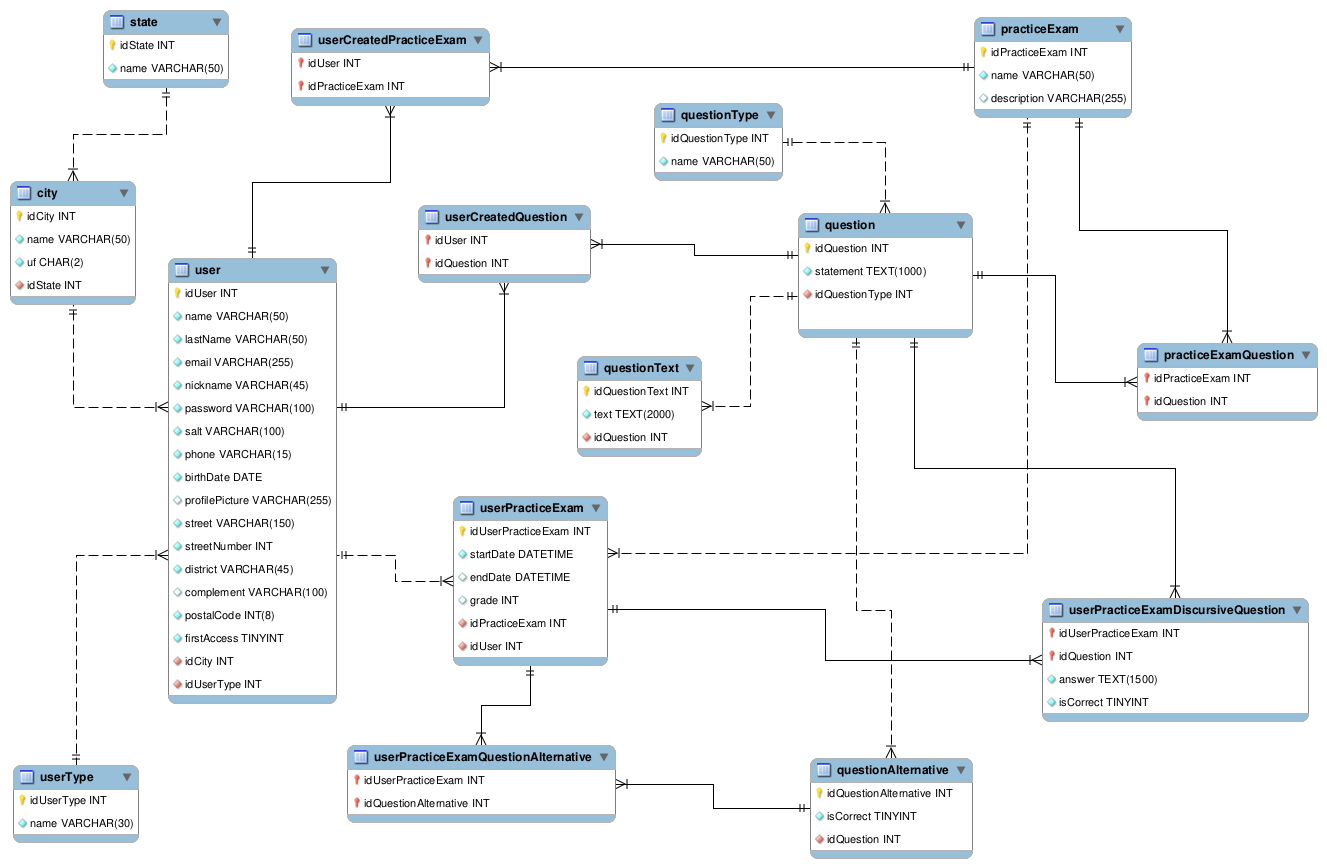 state
idState INT
name VARCHAR(50)
userCreatedPracticeExam
idUser INT
idPracticeExam INT
practiceExam
idPracticeExam INT
name VARCHAR(50)
description VARCHAR(255)
questionType
idQuestionType INT
name VARCHAR(50)
city
idCity INT
name VARCHAR(50)
uf CHAR(2)
idState INT
userCreatedQuestion
idUser INT
idQuestion INT
question
idQuestion INT
statement TEXT(1000)
idQuestionType INT
user
idUser INT
name VARCHAR(50)
lastName VARCHAR(50)
email VARCHAR(255)
nickname VARCHAR(45)
password VARCHAR(100)
salt VARCHAR(100)
phone VARCHAR(15)
birthDate DATE
profilePicture VARCHAR(255)
street VARCHAR(150)
streetNumber INT
district VARCHAR(45)
complement VARCHAR(100)
postalCode INT(8)
firstAccess TINYINT
idCity INT
idUserType INT
questionText
idQuestionText INT
text TEXT(2000)
idQuestion INT
practiceExamQuestion
idPracticeExam INT
idQuestion INT
userPracticeExam
idUserPracticeExam INT
startDate DATETIME
endDate DATETIME
grade INT
idPracticeExam INT
idUser INT
userPracticeExamDiscursiveQuestion
idUserPracticeExam INT
idQuestion INT
answer TEXT(1500)
isCorrect TINYINT
userPracticeExamQuestionAlternative
idUserPracticeExam INT
idQuestionAlternative INT
questionAlternative
idQuestionAlternative INT
isCorrect TINYINT
idQuestion INT
userType
idUserType INT
name VARCHAR(30)